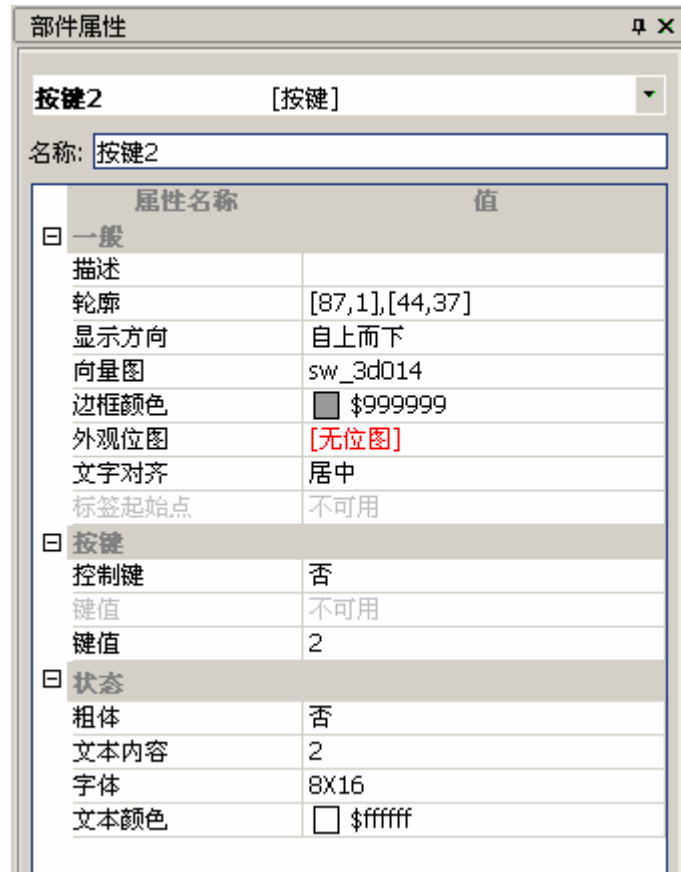 部件属性
按键2 [按键]
名称: 按键2
属性名称 值
一般
描述
轮廓 [87,1],[44,37]
显示方向 自上而下
向量图 sw_3d014
边框颜色 $999999
外观位图 [无位图]
文字对齐 居中
标签起始点 不可用
按键
控制键 否
键值 不可用
键值 2
状态
粗体 否
文本内容 2
字体 8X16
文本颜色 $ffffff